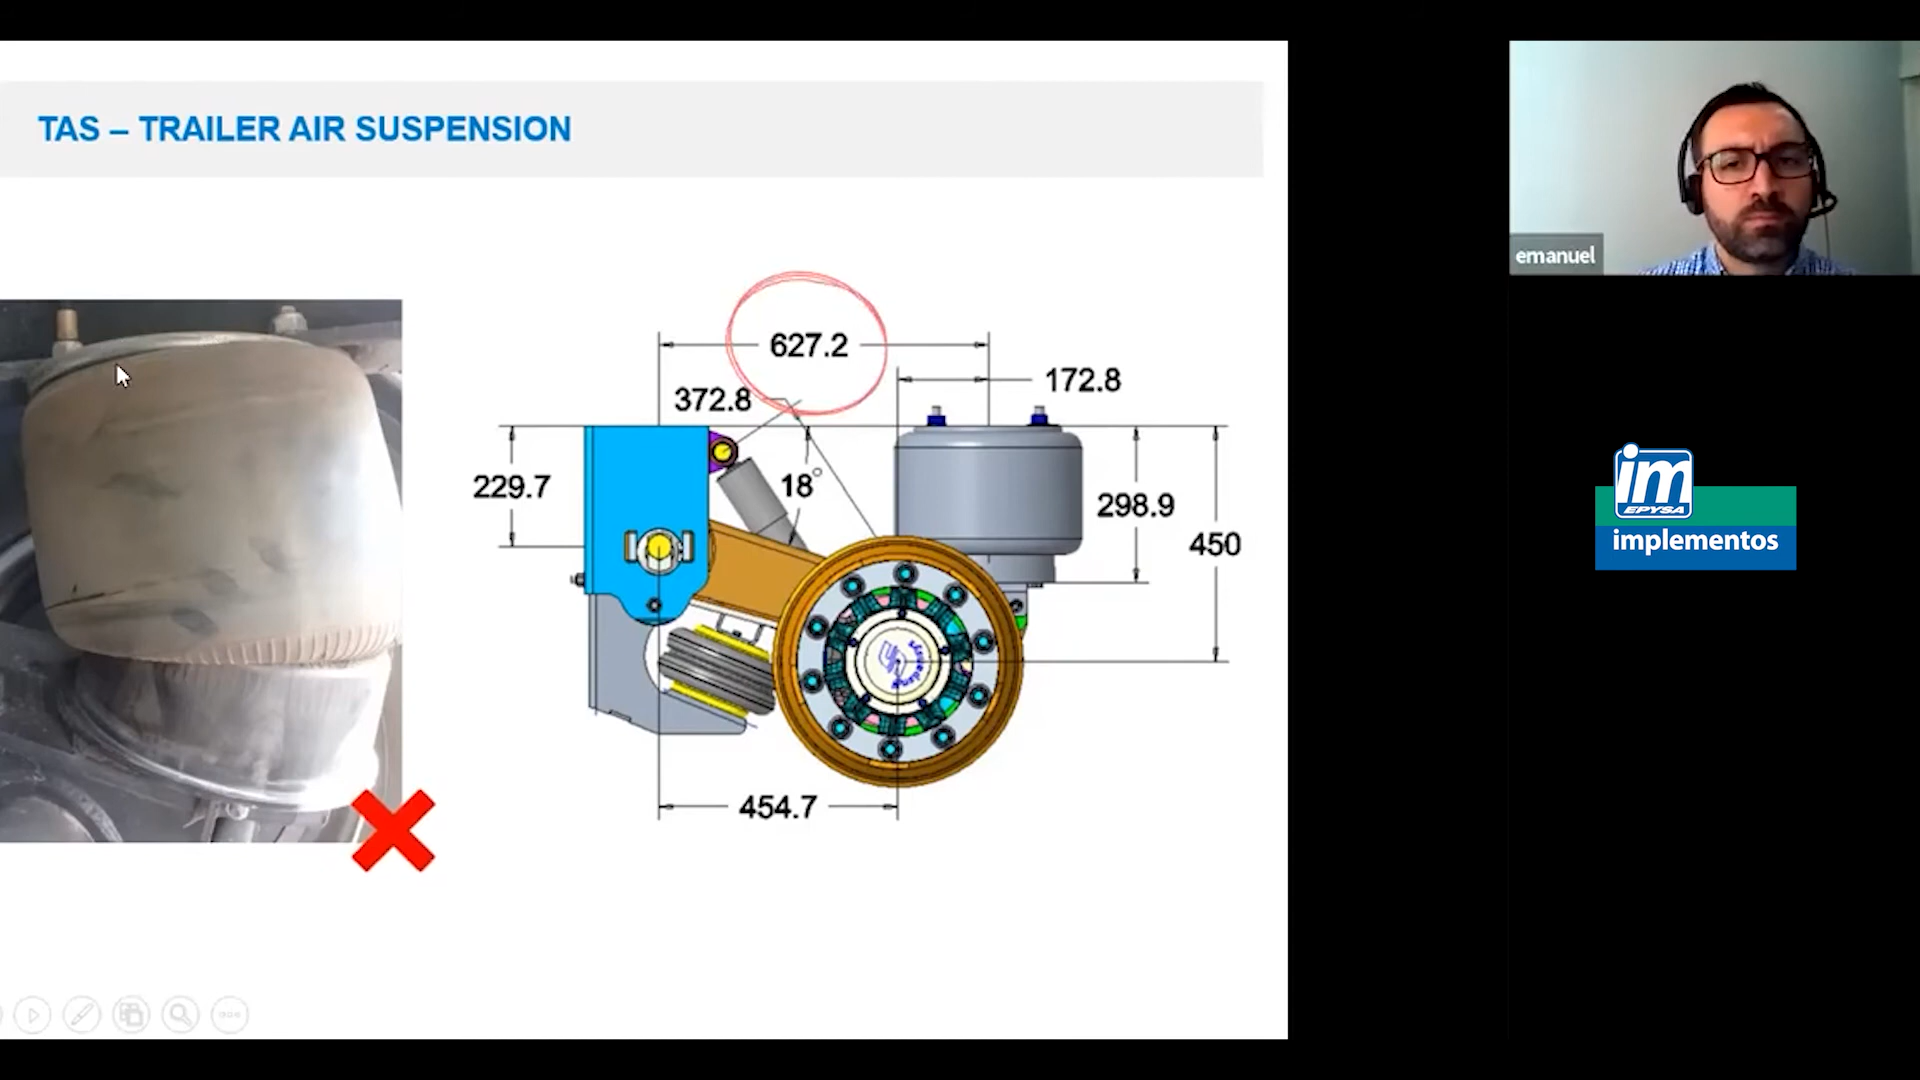 TAS – TRAILER AIR SUSPENSION
emanuel
627.2
172.8
372.8
229.7
18°
298.9
450
454.7
im
EPYSA
implementos